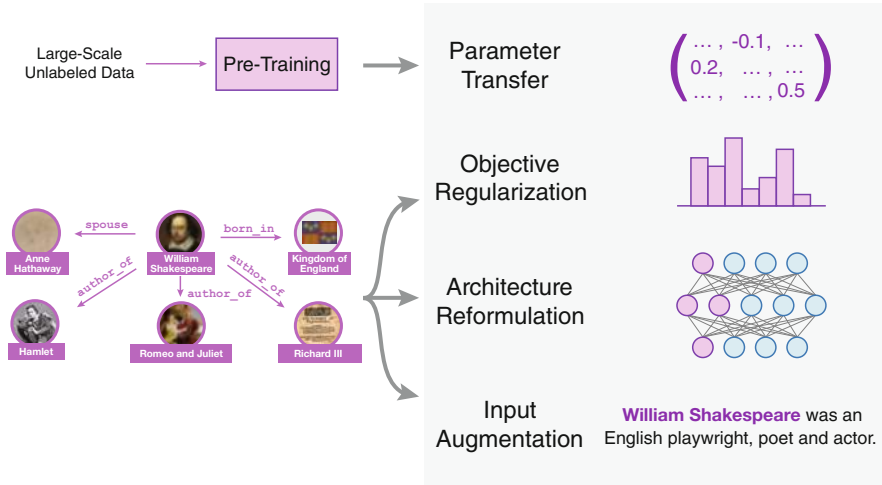 Large-Scale
Unlabeled Data
Pre-Training
Parameter
Transfer
… , -0.1, …
0.2, … , …
… , … , 0.5
Objective
Regularization
spouse
born_in
Anne
Hathaway
William
Shakespeare
Kingdom of
England
author_of
author_of
author_of
Hamlet
Romeo and Juliet
Richard III
Architecture
Reformulation
Input
Augmentation
William Shakespeare was an
English playwright, poet and actor.